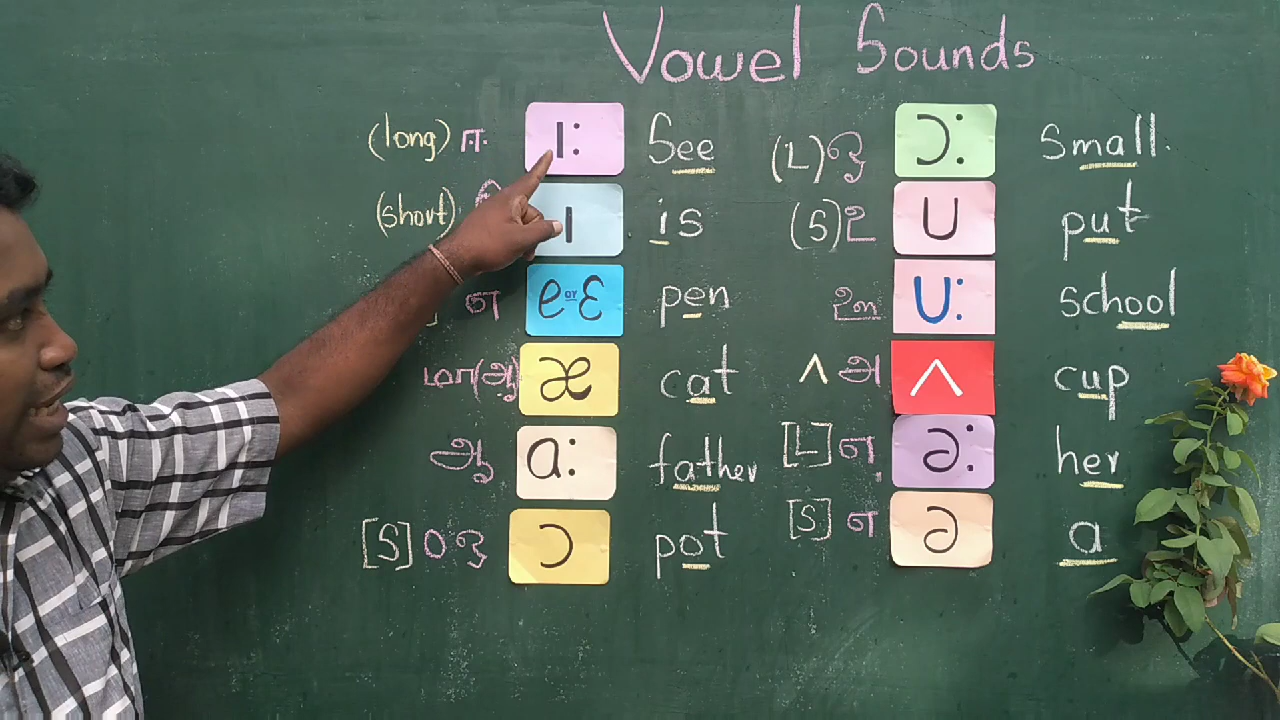 Vowel Sounds
(long) ஈ I: See
(short) I is
எ e or ε pen
æ cat
ஆ a: father
[S] ஒ ɔ pot
(L) ஓ ɔ: Small.
(S) உ U put
ஊ U: school
ʌ அ ʌ cup
[L] ə: her
[S] எ ə a